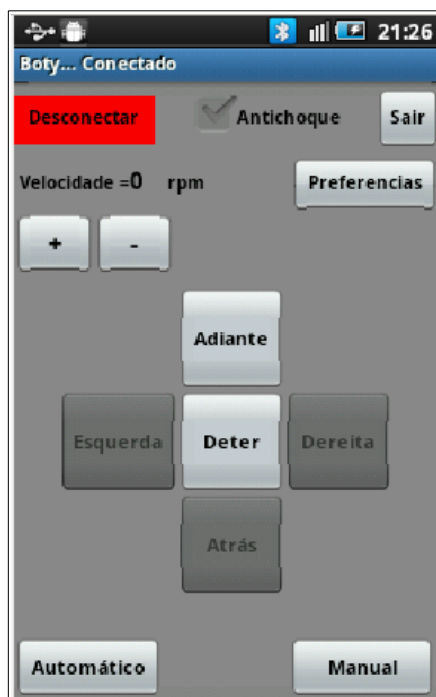 21:26
Boty... Conectado
Desconectar Antichoque Sair
Velocidade =0 rpm Preferencias
+ -
Adiante
Esquerda Deter Dereita
Atrás
Automático Manual